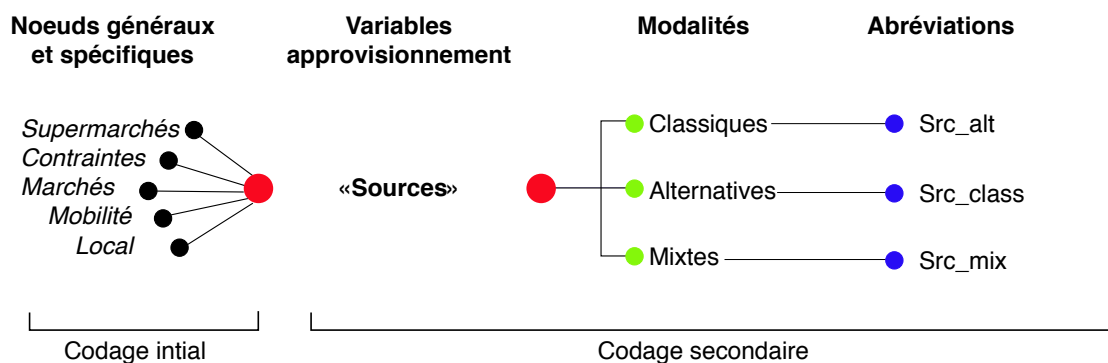 Noeuds généraux
et spécifiques
Variables
approvisionnement
Modalités
Abréviations
Supermarchés
Contraintes
Marchés
Mobilité
Local
«Sources»
Classiques
Src_alt
Alternatives
Src_class
Mixtes
Src_mix
Codage intial
Codage secondaire